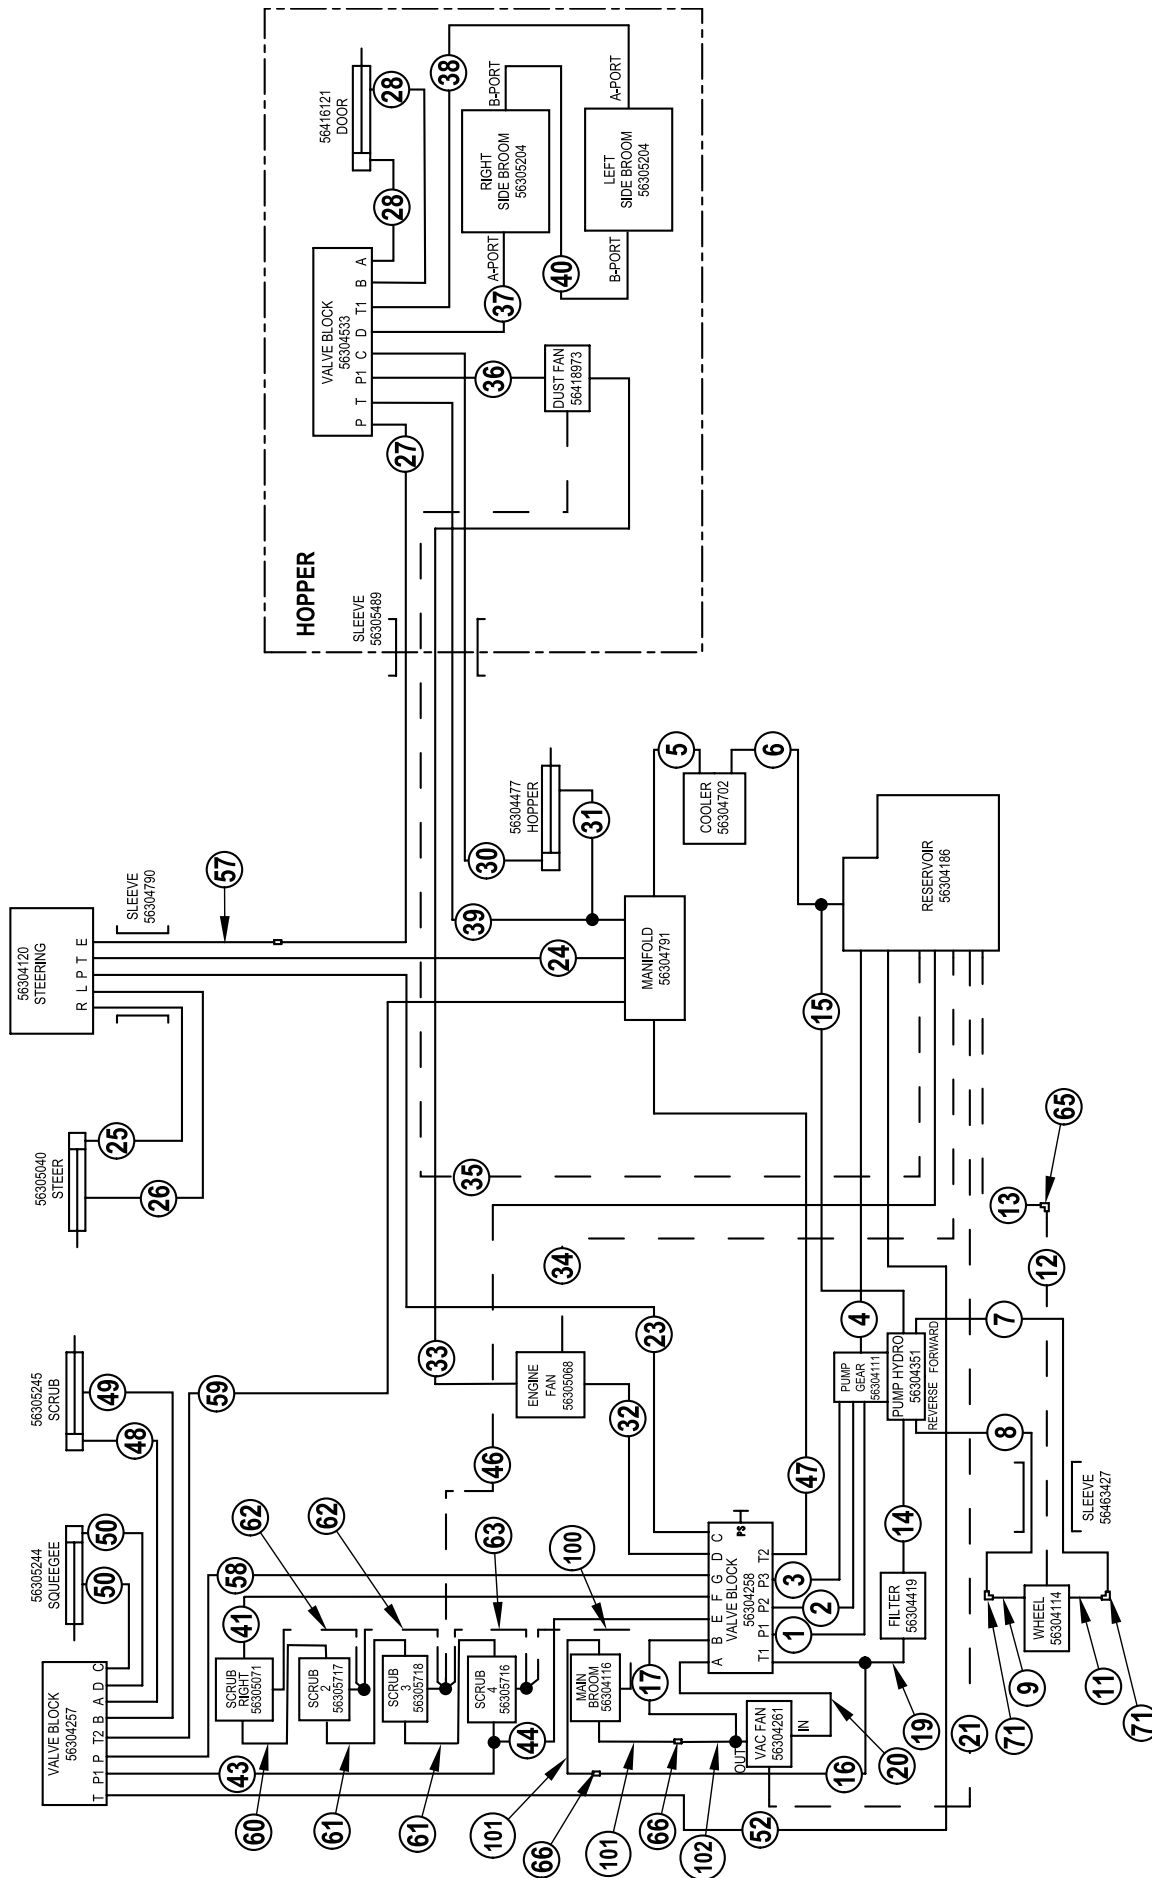 56304257
VALVE BLOCK
T
P1
P
T2
B
A
D
C
56305244
SQUEEGEE
50
50
56305245
SCRUB
48
49
56305040
STEER
25
26
56304120
STEERING
R
L
P
T
E
SLEEVE
56304790
57
HOPPER
SLEEVE
56305489
VALVE BLOCK
56304533
P
T
P1
C
D
T1
B
A
56416121
DOOR
28
28
38
27
36
37
40
A-PORT
RIGHT
SIDE BROOM
56305204
B-PORT
B-PORT
LEFT
SIDE BROOM
56305204
A-PORT
DUST FAN
56418973
56304477
HOPPER
30
31
39
24
MANIFOLD
56304791
5
COOLER
56304702
6
RESERVOIR
56304186
15
35
34
33
59
23
32
ENGINE
FAN
56305068
46
47
58
41
43
44
60
61
61
62
62
63
100
SCRUB
RIGHT
56305071
SCRUB
2
56305717
SCRUB
3
56305718
SCRUB
4
56305716
MAIN
BROOM
56304116
17
101
66
101
66
102
OUT
VAC FAN
56304261
IN
16
20
19
21
52
VALVE BLOCK
56304258
A
B
E
F
G
D
C
PS
T1
P1
P2
P3
T2
1
2
3
4
PUMP
GEAR
56304111
PUMP HYDRO
56304351
REVERSE
FORWARD
14
FILTER
56304419
7
8
9
11
71
71
WHEEL
56304114
SLEEVE
56463427
12
13
65